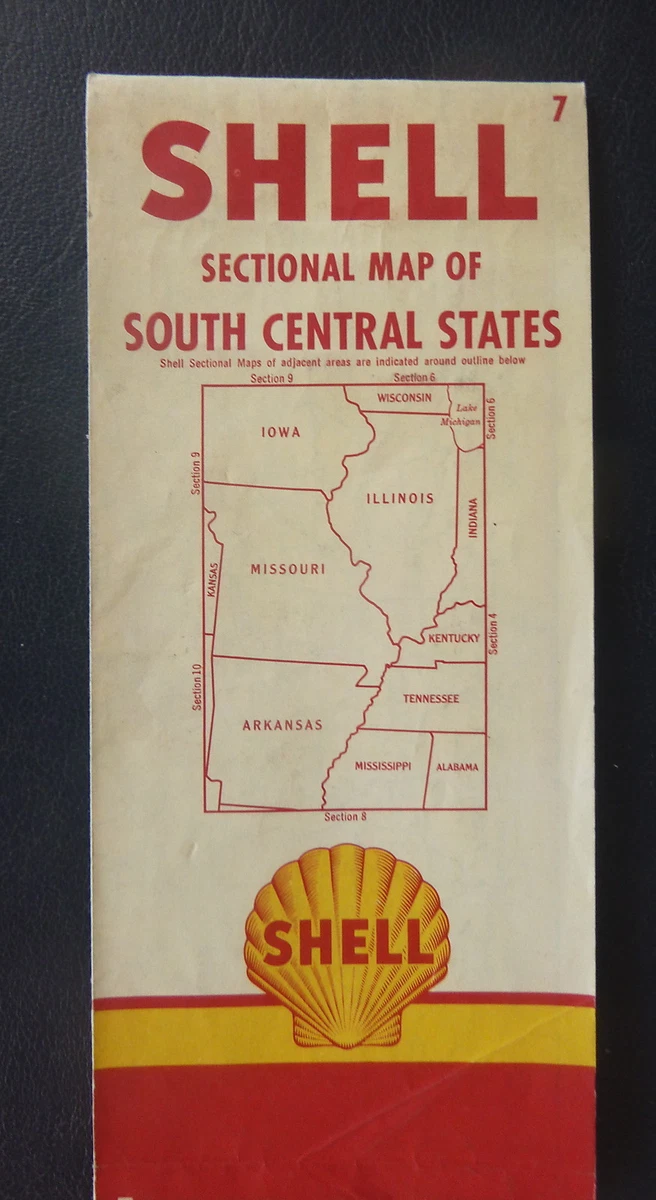 7
SHELL
SECTIONAL MAP OF
SOUTH CENTRAL STATES
Shell Sectional Maps of adjacent areas are indicated around outline below
Section 9
Section 6
WISCONSIN
Lake
Michigan
Section 6
IOWA
Section 9
ILLINOIS
INDIANA
MISSOURI
KANSAS
KENTUCKY
Section 4
Section 10
TENNESSEE
ARKANSAS
MISSISSIPPI
ALABAMA
Section 8
SHELL